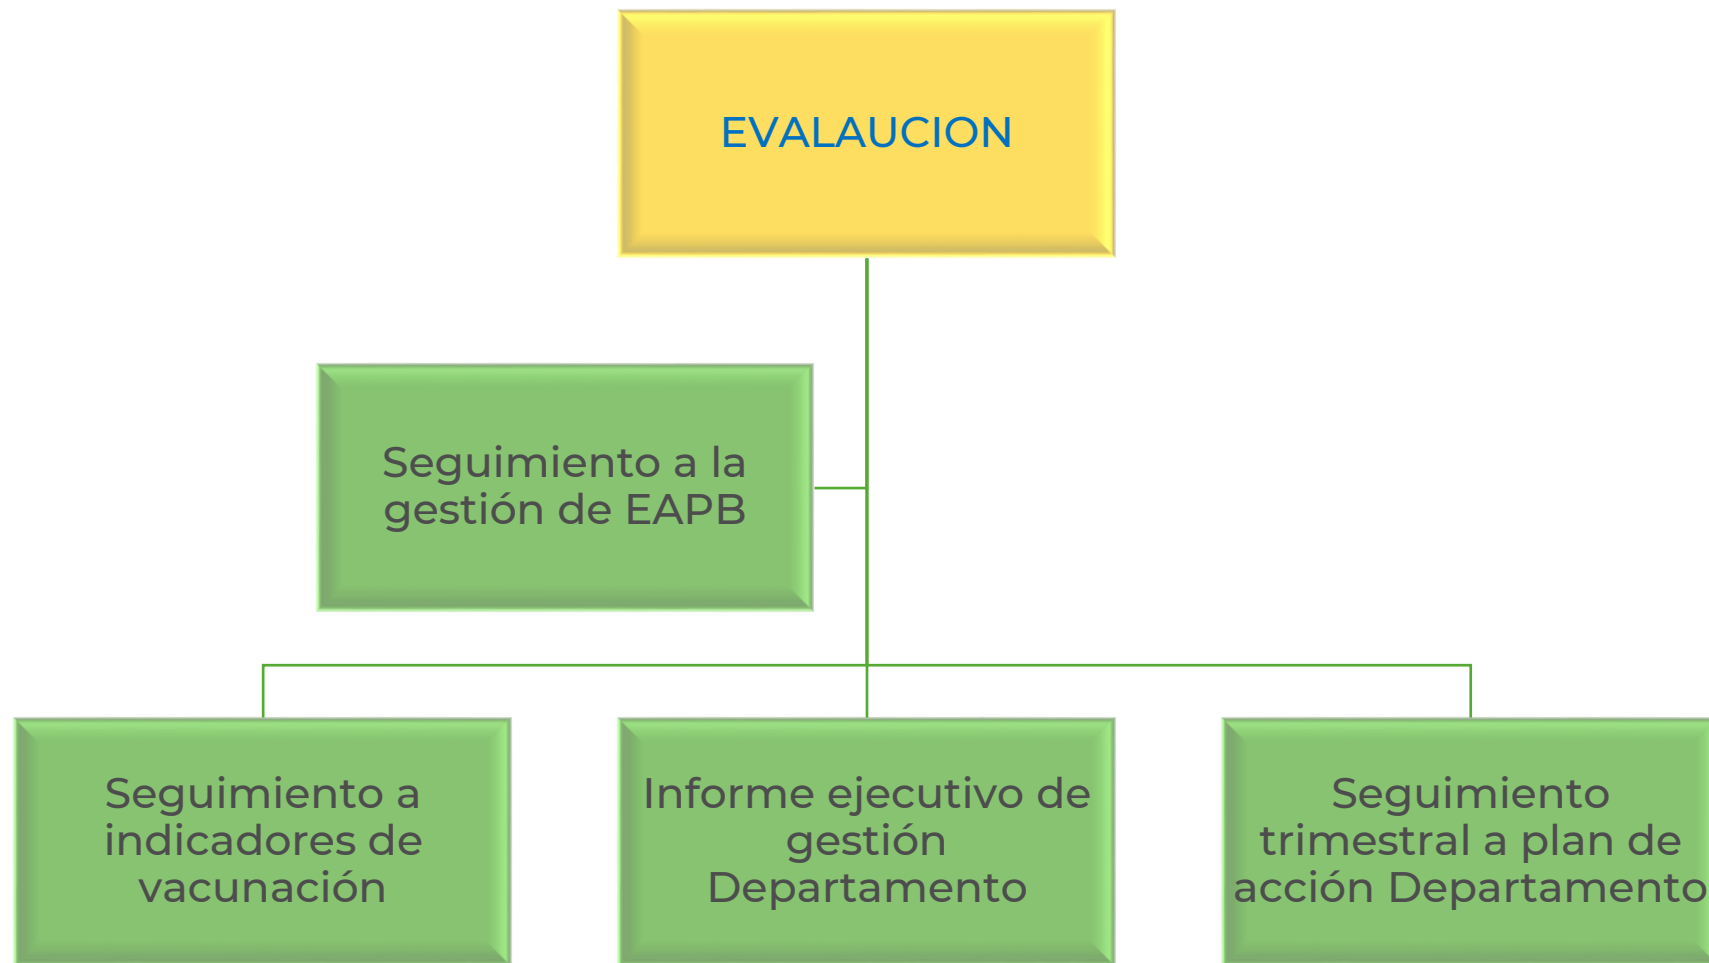 EVALAUCION
Seguimiento a la
gestión de EAPB
Seguimiento a
indicadores de
vacunación
Informe ejecutivo de
gestión
Departamento
Seguimiento
trimestral a plan de
acción Departamento